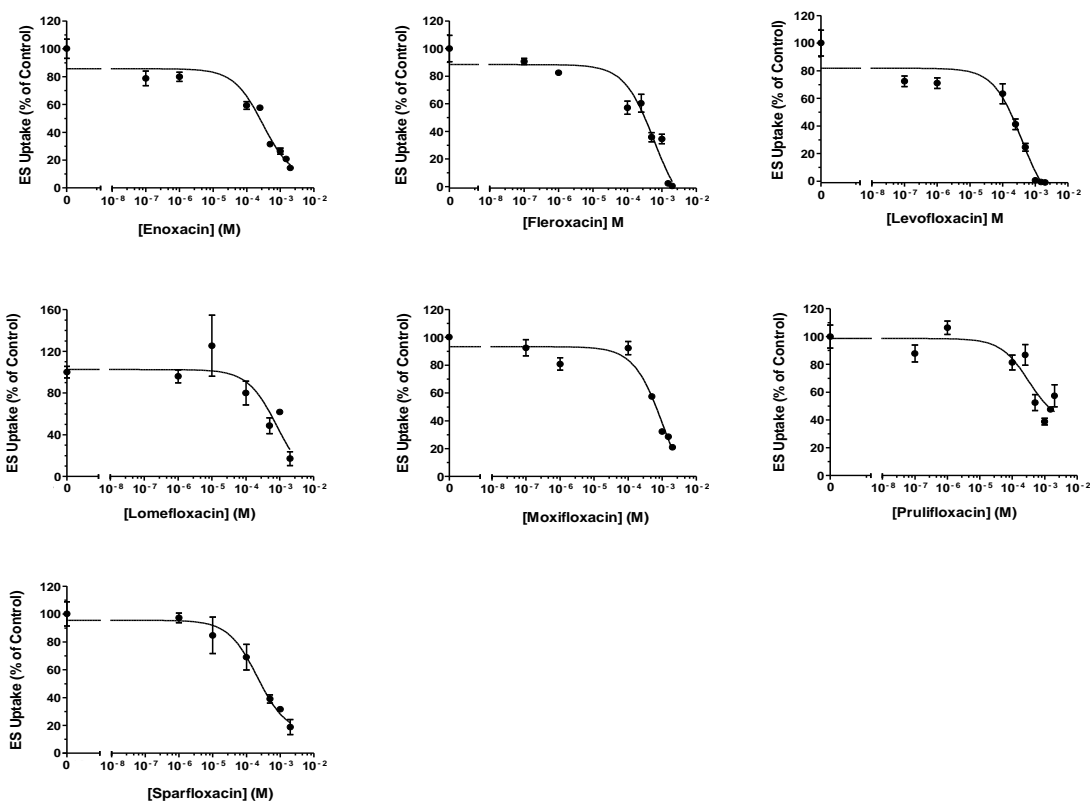 ES Uptake (% of Control)
120
100
80
60
40
20
0
0 10⁻⁸ 10⁻⁷ 10⁻⁶ 10⁻⁵ 10⁻⁴ 10⁻³ 10⁻²
[Enoxacin] (M)
ES Uptake (% of Control)
120
100
80
60
40
20
0
0 10⁻⁸ 10⁻⁷ 10⁻⁶ 10⁻⁵ 10⁻⁴ 10⁻³ 10⁻²
[Fleroxacin] M
ES Uptake (% of Control)
120
100
80
60
40
20
0
0 10⁻⁸ 10⁻⁷ 10⁻⁶ 10⁻⁵ 10⁻⁴ 10⁻³ 10⁻²
[Levofloxacin] M
ES Uptake (% of Control)
160
120
80
40
0
0 10⁻⁸ 10⁻⁷ 10⁻⁶ 10⁻⁵ 10⁻⁴ 10⁻³ 10⁻²
[Lomefloxacin] (M)
ES Uptake (% of Control)
120
100
80
60
40
20
0
0 10⁻⁸ 10⁻⁷ 10⁻⁶ 10⁻⁵ 10⁻⁴ 10⁻³ 10⁻²
[Moxifloxacin] (M)
ES Uptake (% of Control)
120
100
80
60
40
20
0
0 10⁻⁸ 10⁻⁷ 10⁻⁶ 10⁻⁵ 10⁻⁴ 10⁻³ 10⁻²
[Prulifloxacin] (M)
ES Uptake (% of Control)
120
100
80
60
40
20
0
0 10⁻⁸ 10⁻⁷ 10⁻⁶ 10⁻⁵ 10⁻⁴ 10⁻³ 10⁻²
[Sparfloxacin] (M)